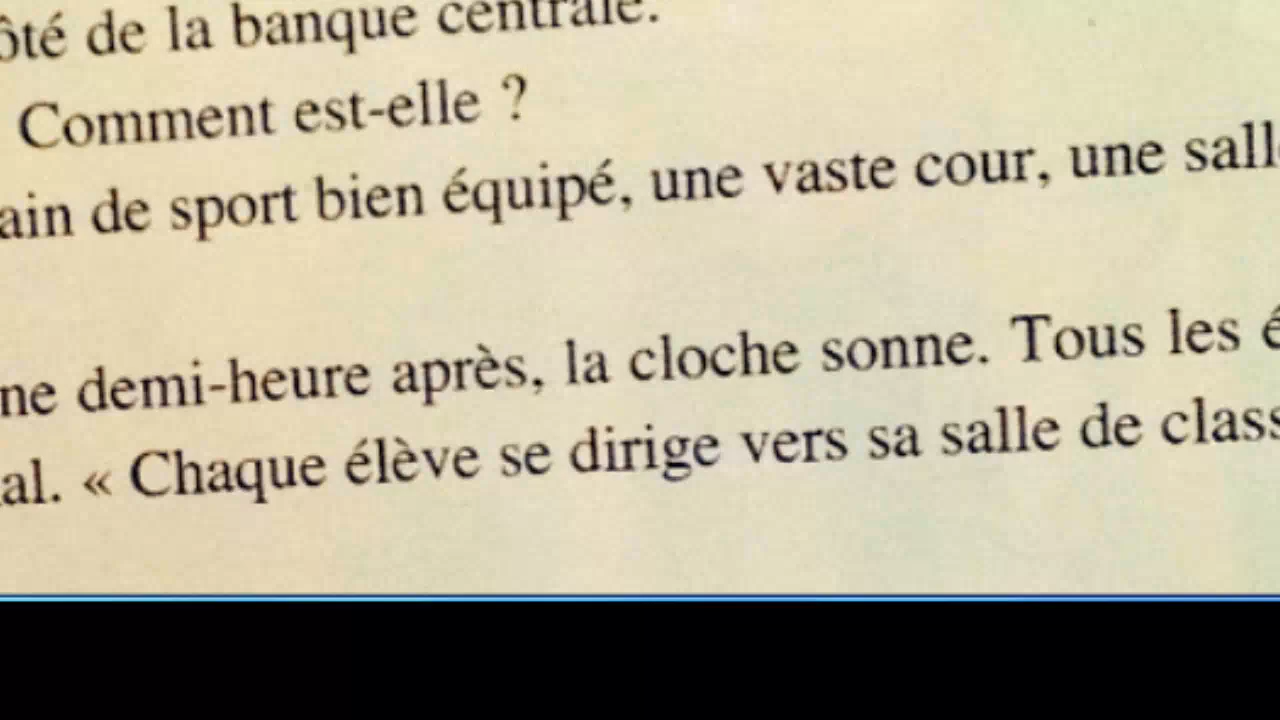 ôté de la banque centrale.
Comment est-elle ?
ain de sport bien équipé, une vaste cour, une salle
ne demi-heure après, la cloche sonne. Tous les é
al. « Chaque élève se dirige vers sa salle de class